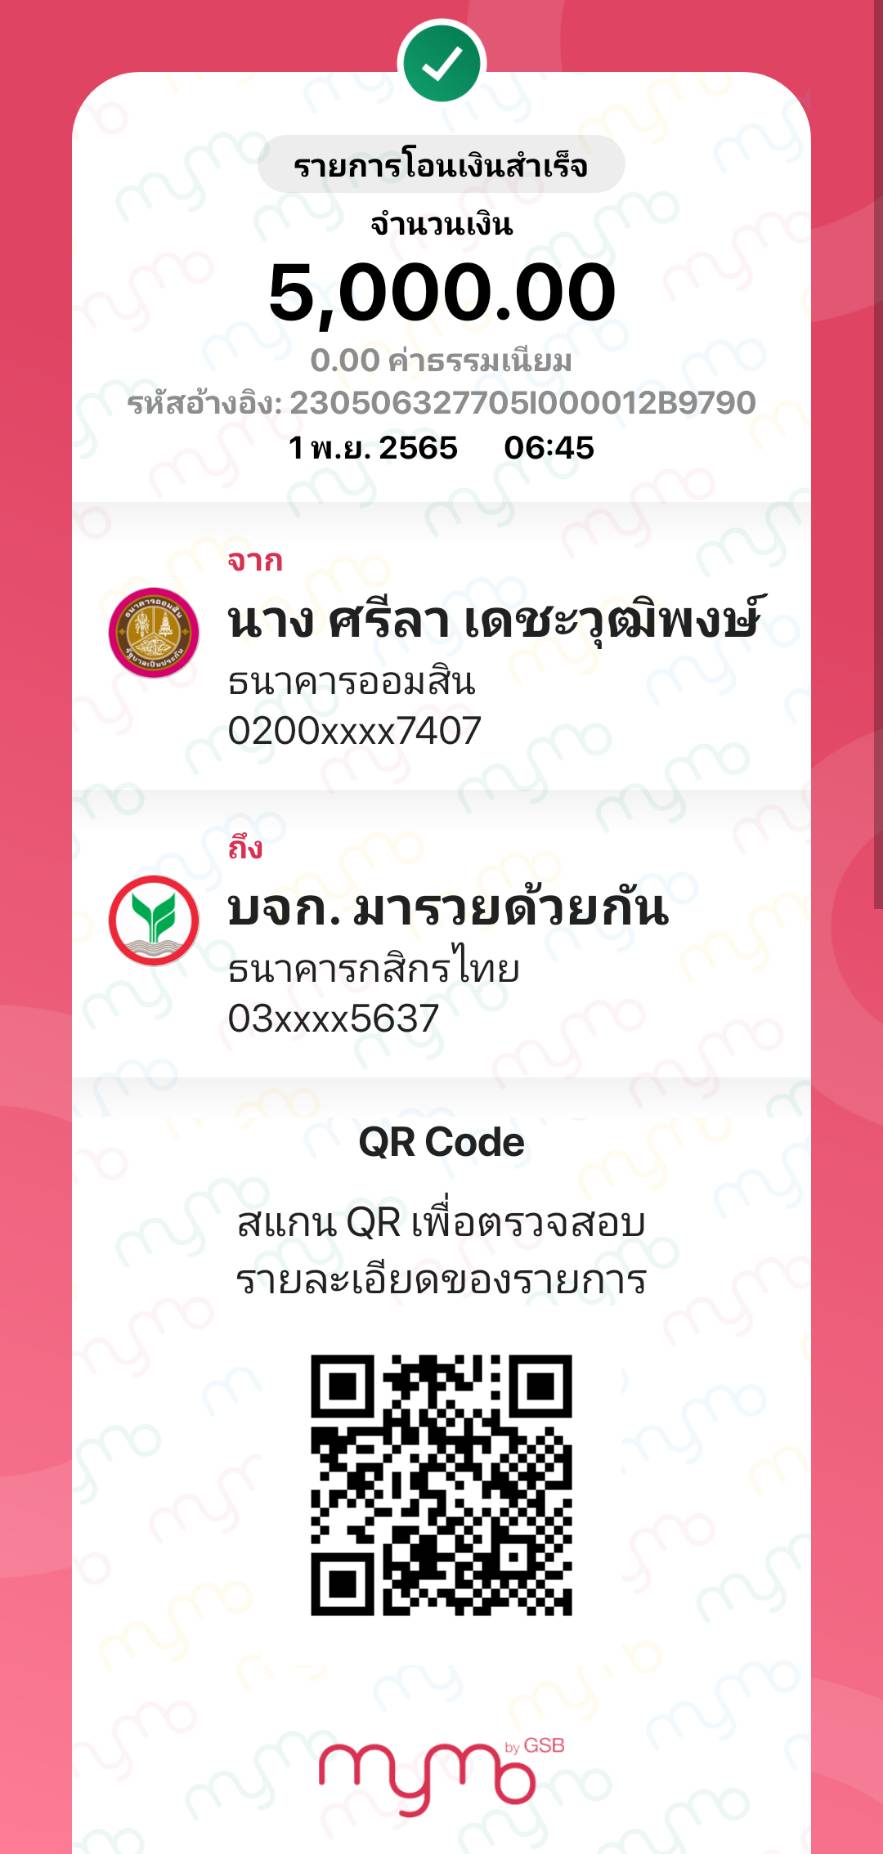 รายการโอนเงินสำเร็จ
จำนวนเงิน
5,000.00
0.00 ค่าธรรมเนียม
รหัสอ้างอิง: 230506327705I000012B9790
1 พ.ย. 2565 06:45
จาก
นาง ศรีลา เดชะวุฒิพงษ์
ธนาคารออมสิน
0200xxxx7407
ถึง
บจก. มารวยด้วยกัน
ธนาคารกสิกรไทย
03xxxx5637
QR Code
สแกน QR เพื่อตรวจสอบ
รายละเอียดของรายการ
mymo by GSB